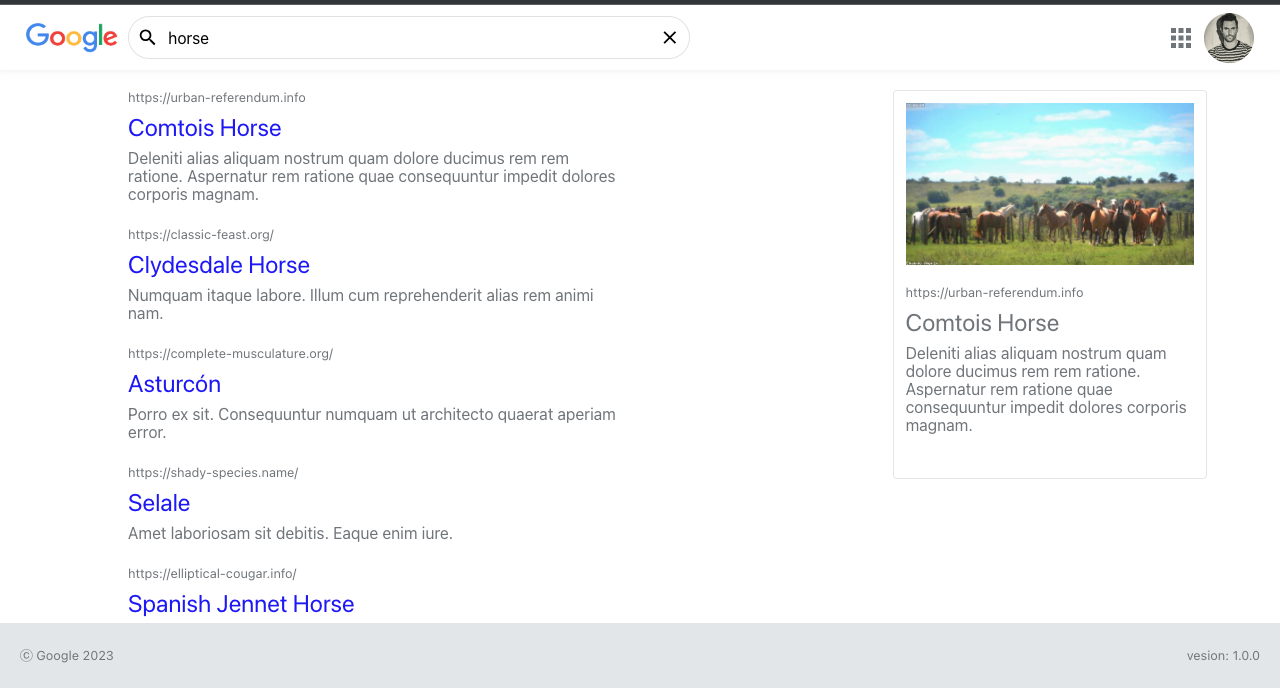 Google
horse
https://urban-referendum.info
Comtois Horse
Deleniti alias aliquam nostrum quam dolore ducimus rem rem
ratione. Aspernatur rem ratione quae consequuntur impedit dolores
corporis magnam.
https://classic-feast.org/
Clydesdale Horse
Numquam itaque labore. Illum cum reprehenderit alias rem animi
nam.
https://complete-musculature.org/
Asturcón
Porro ex sit. Consequuntur numquam ut architecto quaerat aperiam
error.
https://shady-species.name/
Selale
Amet laboriosam sit debitis. Eaque enim iure.
https://elliptical-cougar.info/
Spanish Jennet Horse
https://urban-referendum.info
Comtois Horse
Deleniti alias aliquam nostrum quam
dolore ducimus rem rem ratione.
Aspernatur rem ratione quae
consequuntur impedit dolores corporis
magnam.
ⓒ Google 2023
vesion: 1.0.0